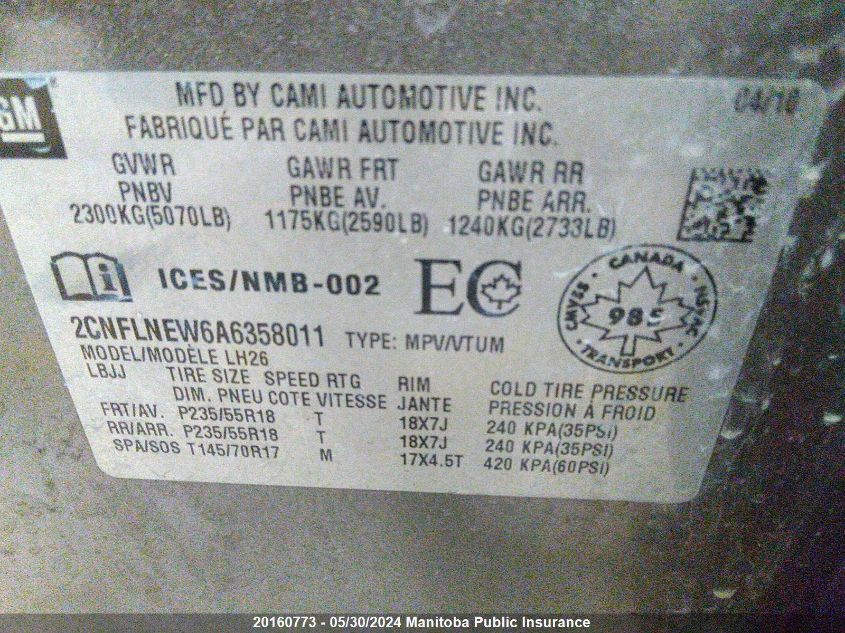 GM
MFD BY CAMI AUTOMOTIVE INC. 04/10
FABRIQUÉ PAR CAMI AUTOMOTIVE INC.
GVWR GAWR FRT GAWR RR
PNBV PNBE AV. PNBE ARR.
2300KG(5070LB) 1175KG(2590LB) 1240KG(2733LB)
ICES/NMB-002 EC
CANADA
CMVSS 985 NSVAC
TRANSPORT
2CNFLNEW6A6358011 TYPE: MPV/VTUM
MODEL/MODÈLE LH26
LBJJ TIRE SIZE SPEED RTG RIM COLD TIRE PRESSURE
DIM. PNEU COTE VITESSE JANTE PRESSION À FROID
FRT/AV. P235/55R18 T 18X7J 240 KPA(35PSI)
RR/ARR. P235/55R18 T 18X7J 240 KPA(35PSI)
SPA/SOS T145/70R17 M 17X4.5T 420 KPA(60PSI)
20160773 - 05/30/2024 Manitoba Public Insurance